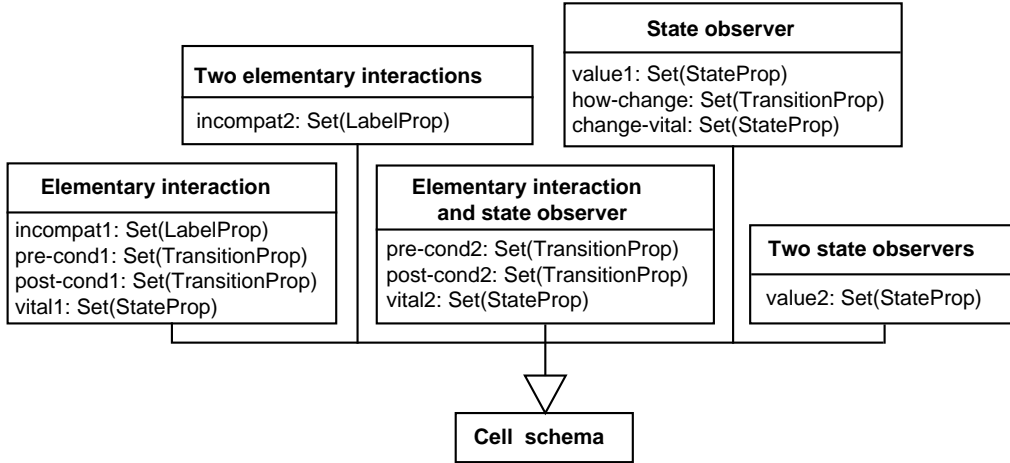 State observer
value1: Set(StateProp)
how-change: Set(TransitionProp)
change-vital: Set(StateProp)
Two elementary interactions
incompat2: Set(LabelProp)
Elementary interaction
incompat1: Set(LabelProp)
pre-cond1: Set(TransitionProp)
post-cond1: Set(TransitionProp)
vital1: Set(StateProp)
Elementary interaction
and state observer
pre-cond2: Set(TransitionProp)
post-cond2: Set(TransitionProp)
vital2: Set(StateProp)
Two state observers
value2: Set(StateProp)
Cell schema